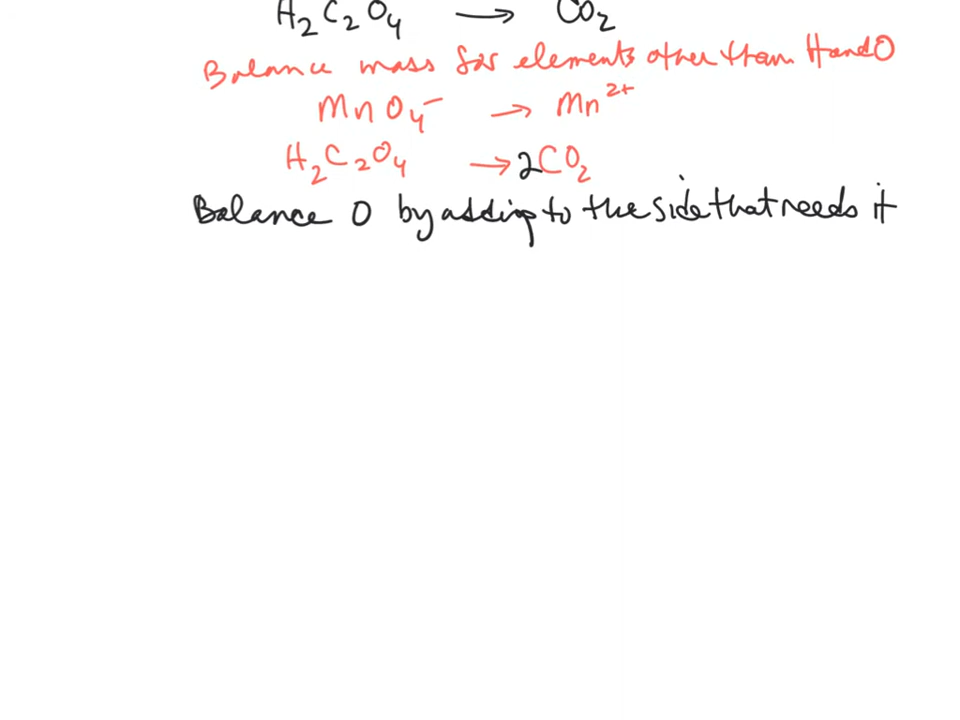 H₂C₂O₄ → CO₂
Balance mass for elements other than H and O
MnO₄⁻ → Mn²⁺
H₂C₂O₄ → 2CO₂
Balance O by adding to the side that needs it